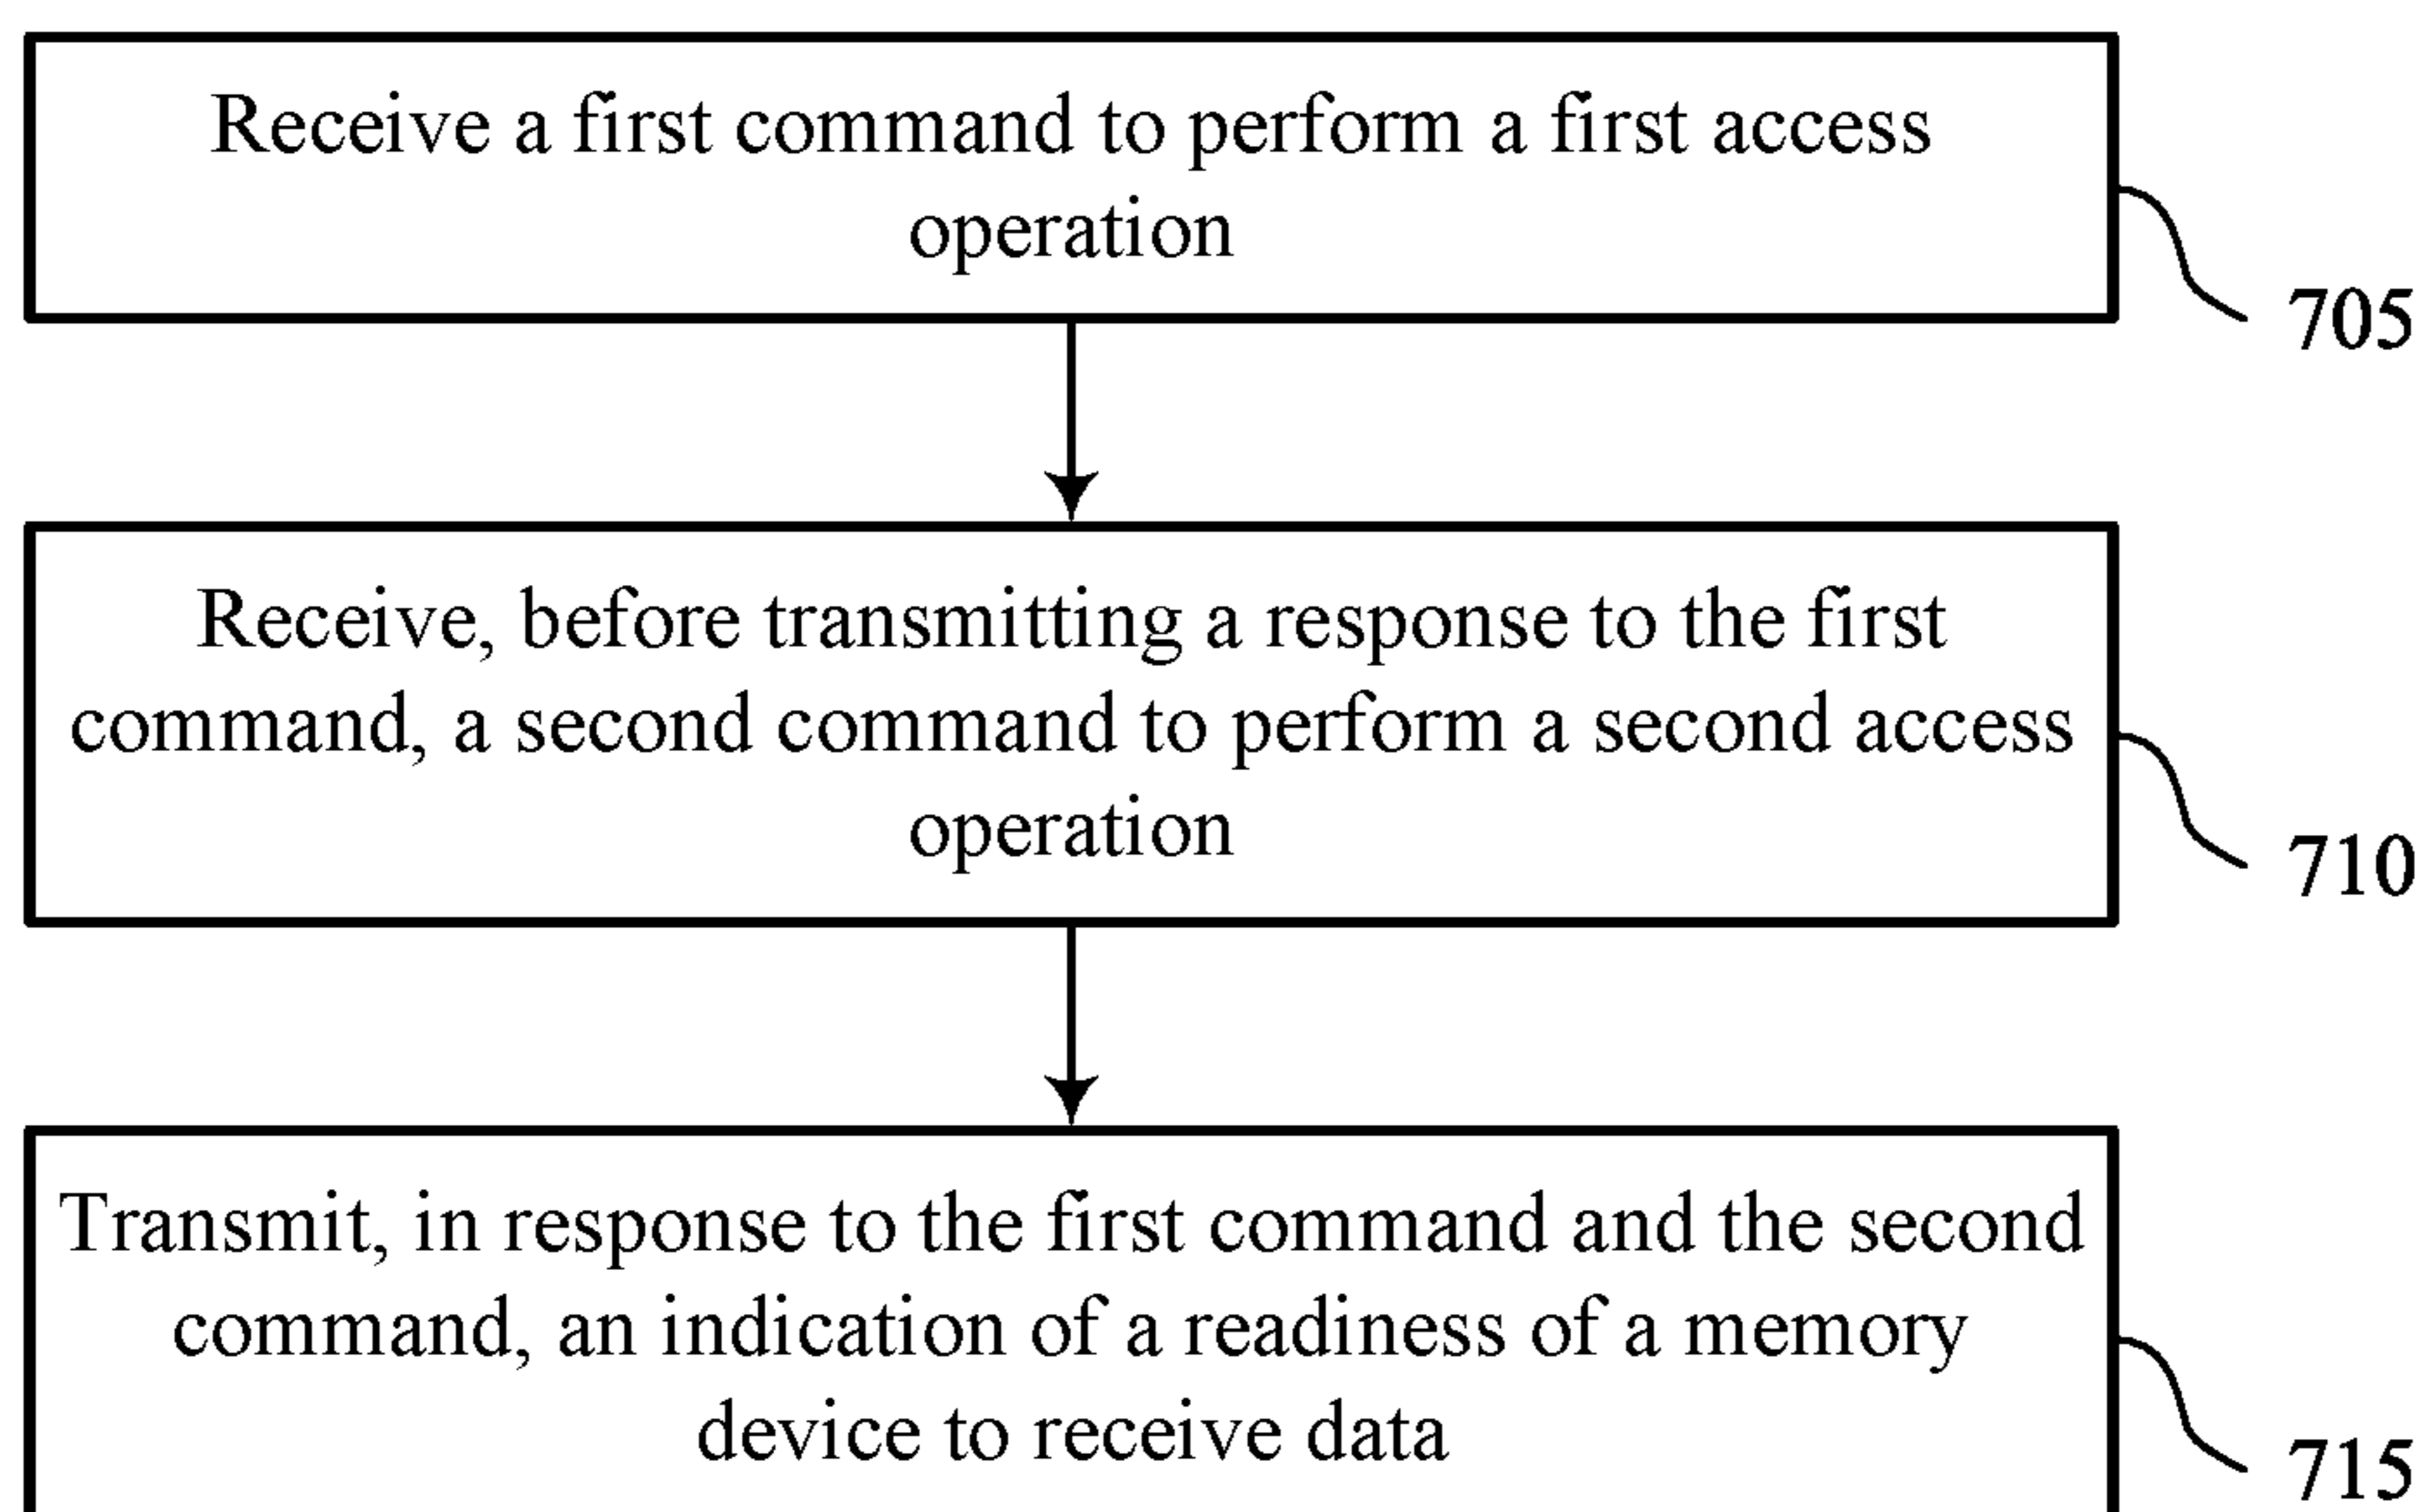 Receive a first command to perform a first access
operation
705
Receive, before transmitting a response to the first
command, a second command to perform a second access
operation
710
Transmit, in response to the first command and the second
command, an indication of a readiness of a memory
device to receive data
715